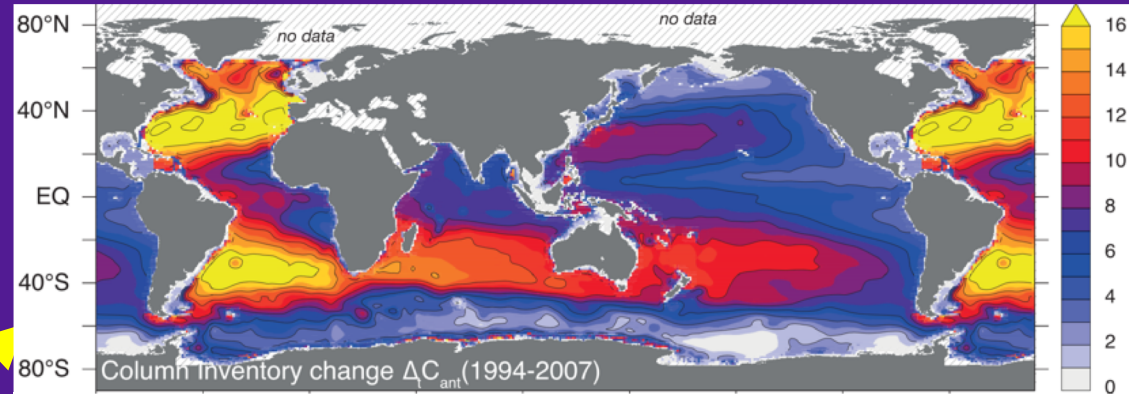 no data
no data
80°N
40°N
EQ
40°S
80°S
Column Inventory change ΔC_ant(1994-2007)
16
14
12
10
8
6
4
2
0